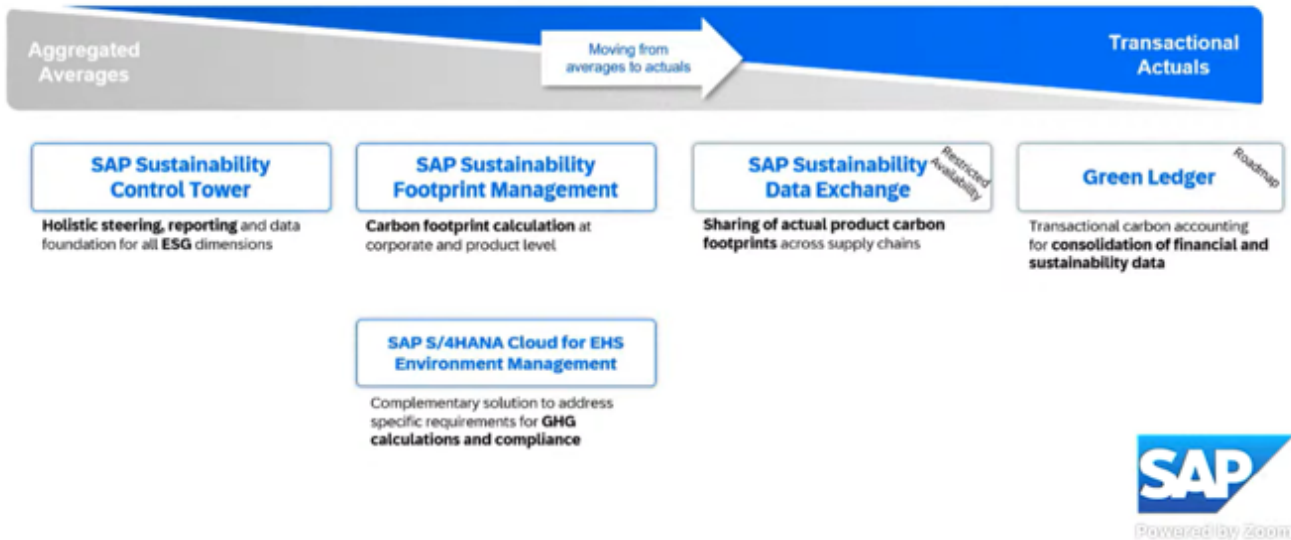 Aggregated
Averages
Moving from
averages to actuals
Transactional
Actuals
SAP Sustainability
Control Tower
Holistic steering, reporting and data
foundation for all ESG dimensions
SAP Sustainability
Footprint Management
Carbon footprint calculation at
corporate and product level
SAP Sustainability
Data Exchange
Restricted
Availability
Sharing of actual product carbon
footprints across supply chains
Green Ledger
Roadmap
Transactional carbon accounting
for consolidation of financial and
sustainability data
SAP S/4HANA Cloud for EHS
Environment Management
Complementary solution to address
specific requirements for GHG
calculations and compliance
SAP
Powered by Zoom